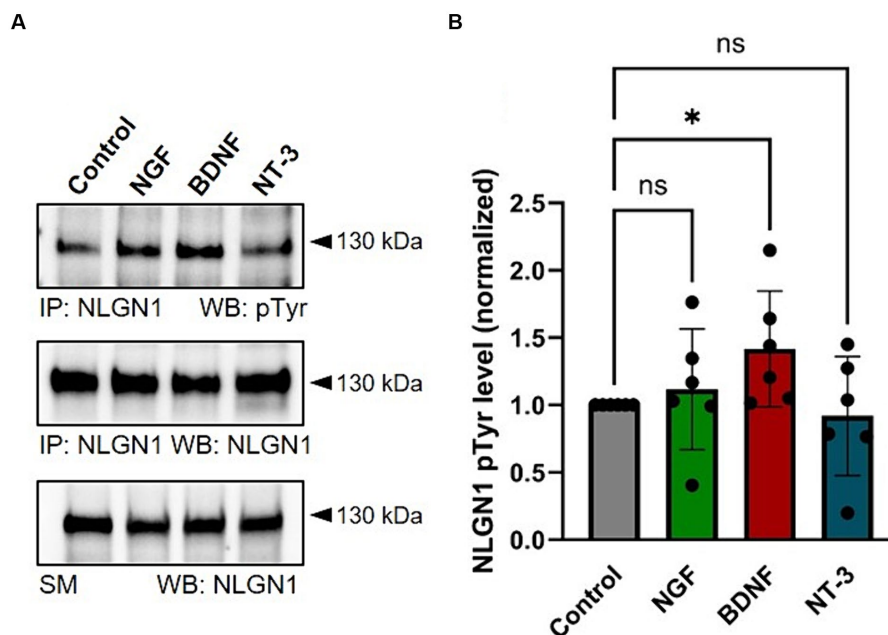 A
Control
NGF
BDNF
NT-3
130 kDa
IP: NLGN1 WB: pTyr
130 kDa
IP: NLGN1 WB: NLGN1
130 kDa
SM WB: NLGN1
B
ns
*
ns
NLGN1 pTyr level (normalized)
2.5
2.0
1.5
1.0
0.5
0.0
Control
NGF
BDNF
NT-3